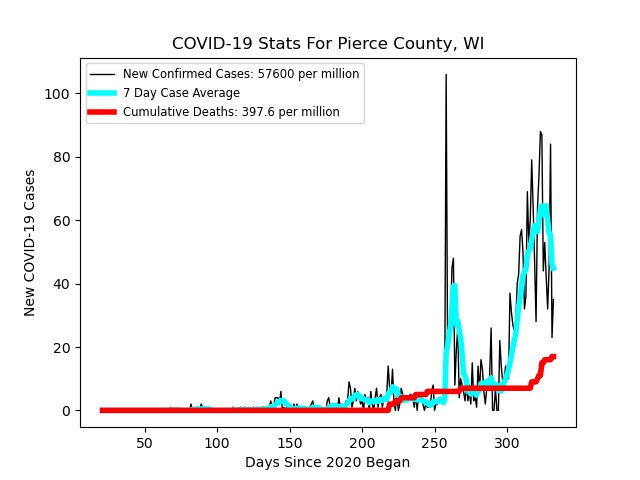 COVID-19 Stats For Pierce County, WI
New Confirmed Cases: 57600 per million
7 Day Case Average
Cumulative Deaths: 397.6 per million
New COVID-19 Cases
100
80
60
40
20
0
50
100
150
200
250
300
Days Since 2020 Began